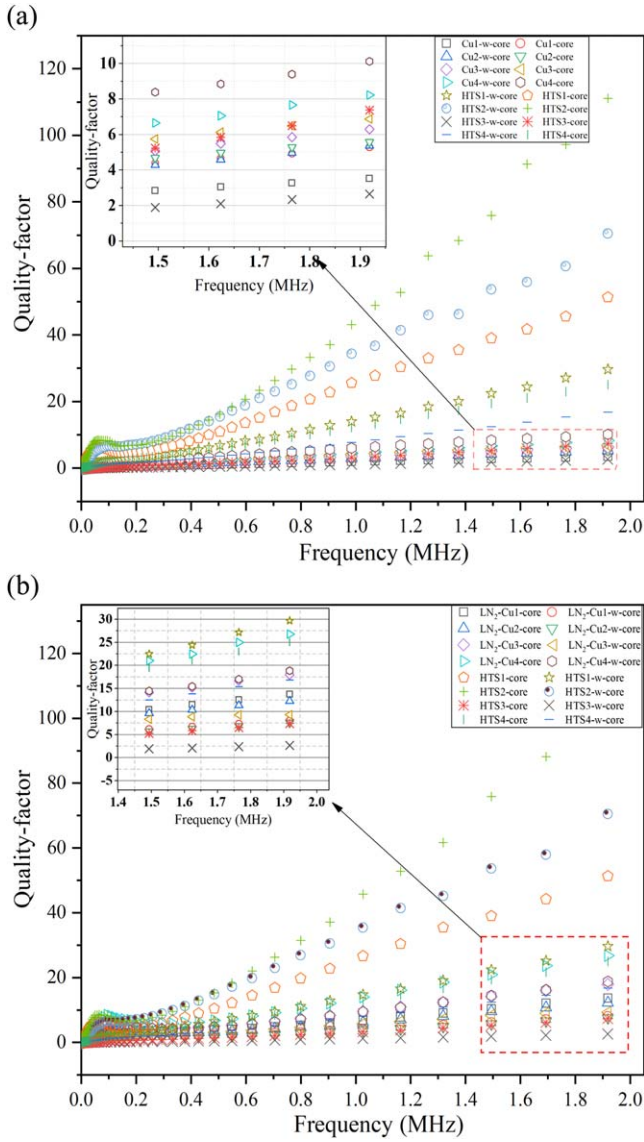 (a)
120
100
80
60
40
20
0
Quality-factor
0.0 0.2 0.4 0.6 0.8 1.0 1.2 1.4 1.6 1.8 2.0
Frequency (MHz)
10
8
6
4
2
0
Quality-factor
1.5 1.6 1.7 1.8 1.9
Frequency (MHz)
Cu1-w-core Cu1-core
Cu2-w-core Cu2-core
Cu3-w-core Cu3-core
Cu4-w-core Cu4-core
HTS1-w-core HTS1-core
HTS2-w-core HTS2-core
HTS3-w-core HTS3-core
HTS4-w-core HTS4-core
(b)
120
100
80
60
40
20
0
Quality-factor
0.0 0.2 0.4 0.6 0.8 1.0 1.2 1.4 1.6 1.8 2.0
Frequency (MHz)
30
25
20
15
10
5
0
-5
Quality-factor
1.4 1.5 1.6 1.7 1.8 1.9 2.0
Frequency (MHz)
LN₂-Cu1-core LN₂-Cu1-w-core
LN₂-Cu2-core LN₂-Cu2-w-core
LN₂-Cu3-core LN₂-Cu3-w-core
LN₂-Cu4-core LN₂-Cu4-w-core
HTS1-core HTS1-w-core
HTS2-core HTS2-w-core
HTS3-core HTS3-w-core
HTS4-core HTS4-w-core